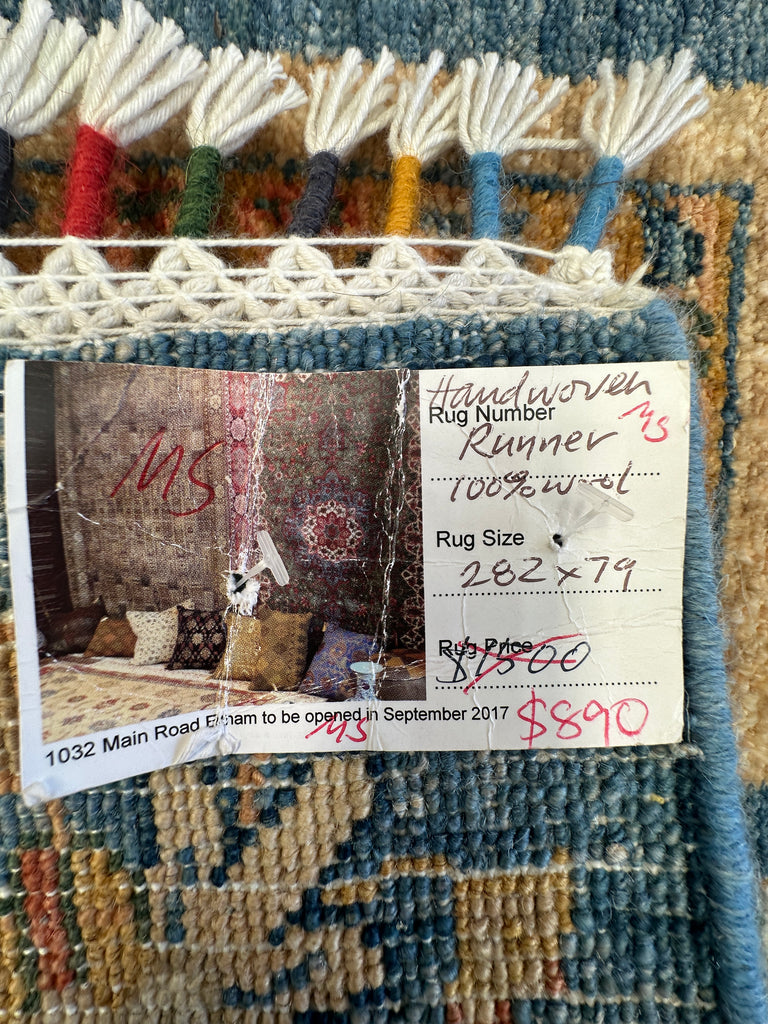 Handwoven
Rug Number
MS
Runner
100% wool
MS
Rug Size
282 x 79
Rug Price
$1500
1032 Main Road Eltham to be opened in September 2017
$890
MS